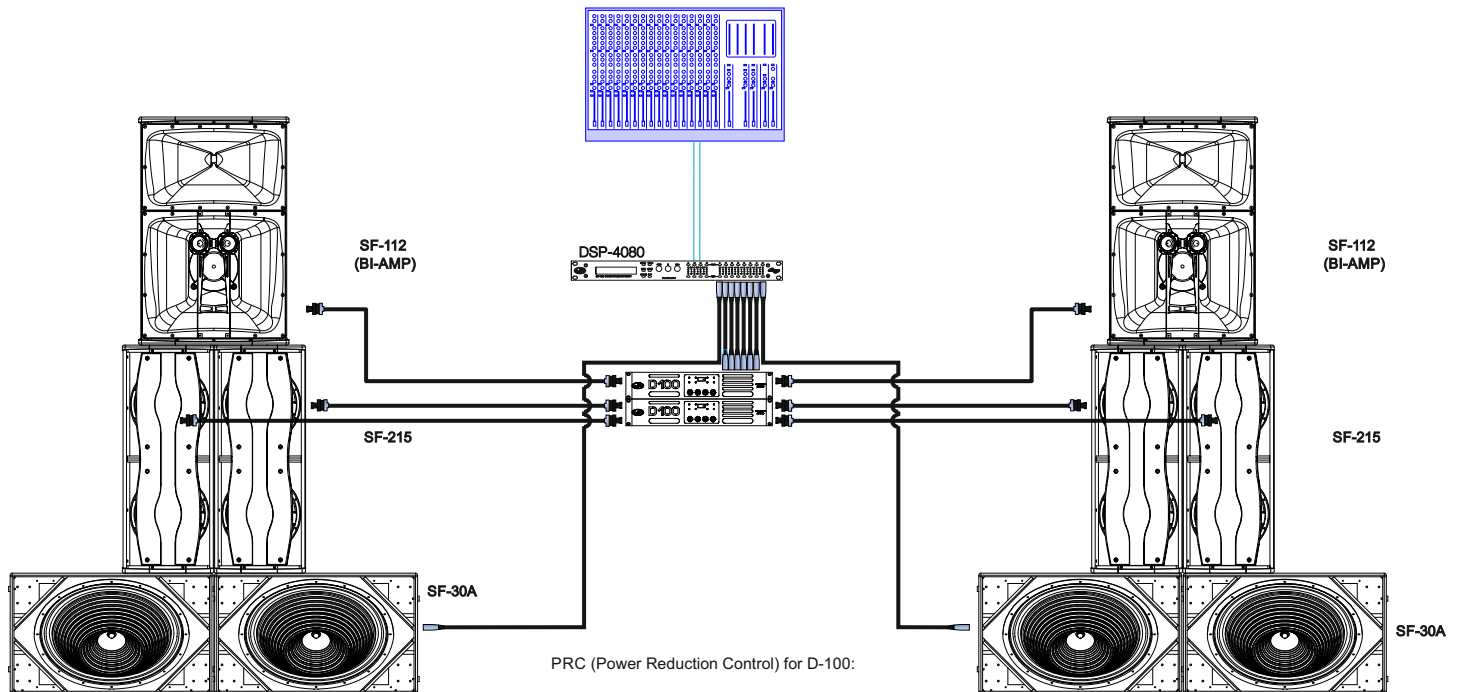 DSP-4080
SF-112
(BI-AMP)
SF-112
(BI-AMP)
D100
D100
SF-215
SF-215
SF-30A
SF-30A
PRC (Power Reduction Control) for D-100: